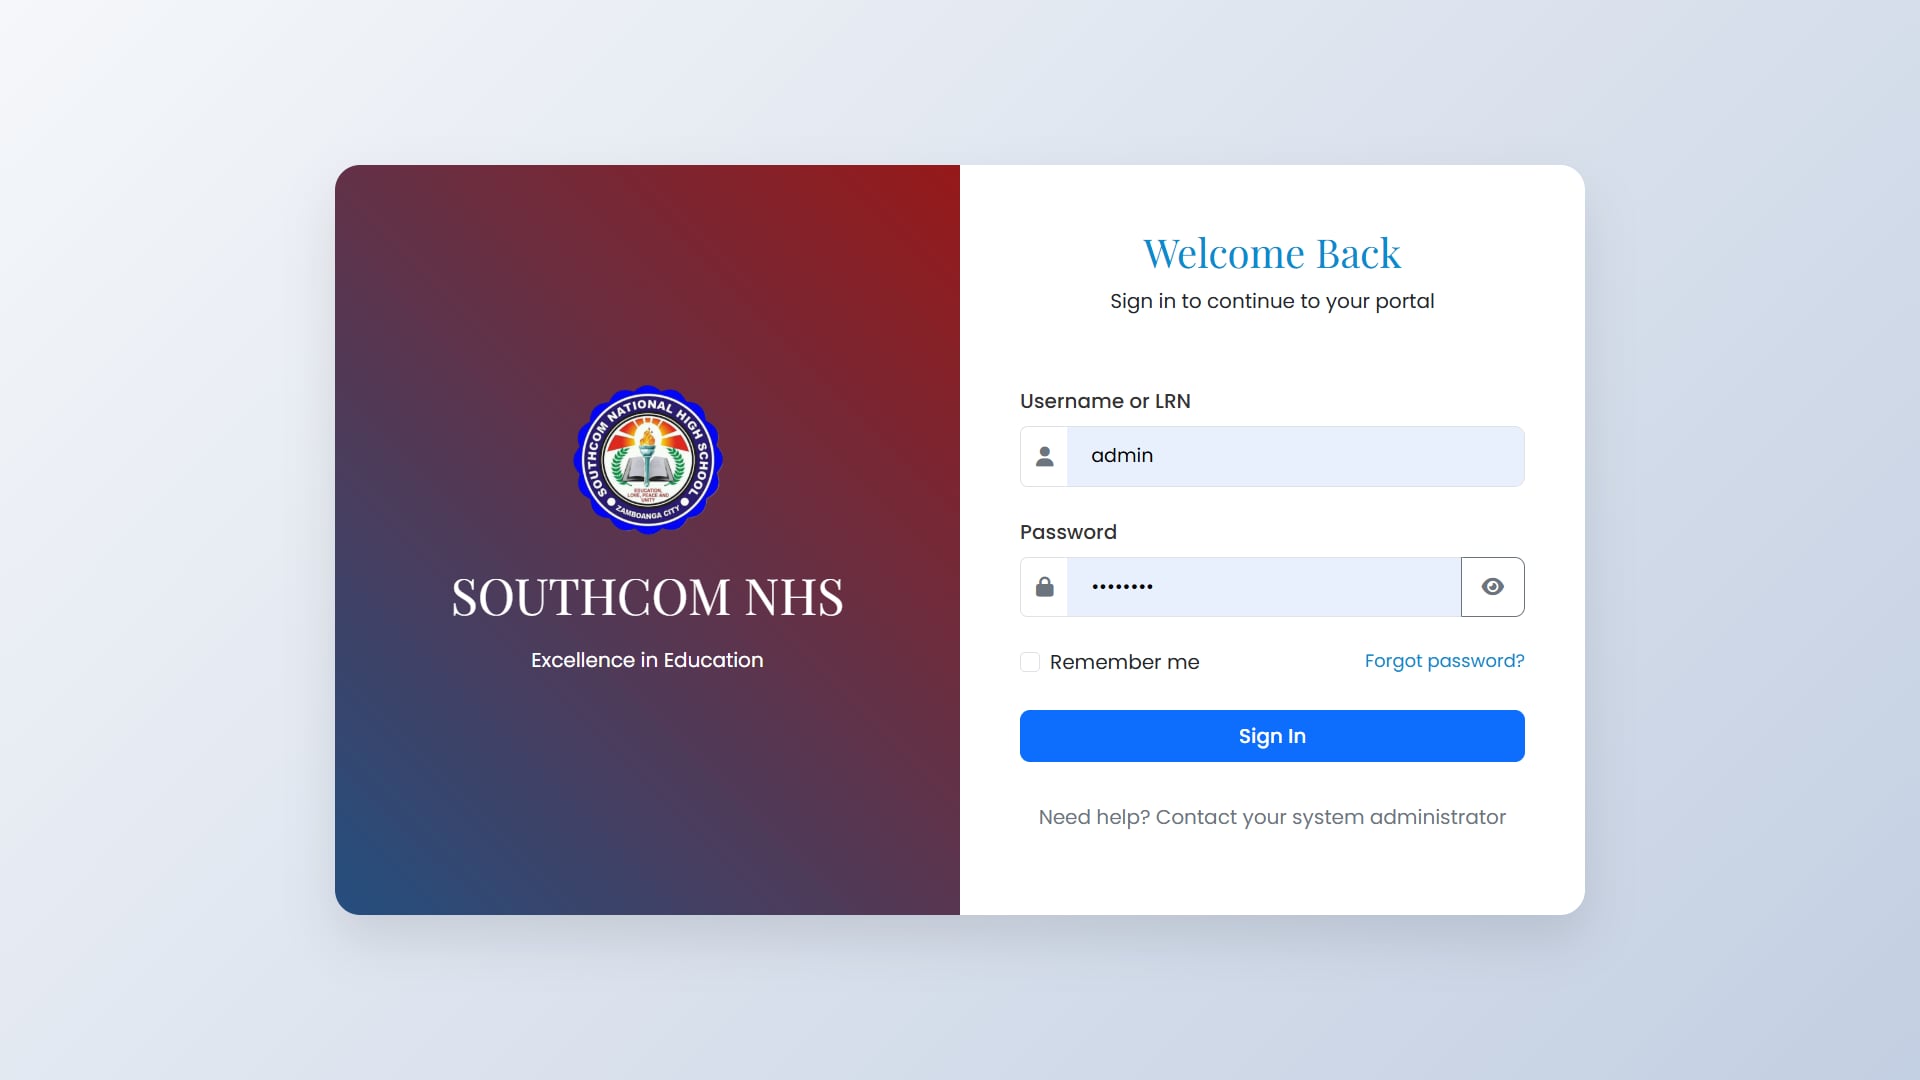 SOUTHCOM NATIONAL HIGH SCHOOL
EDUCATION,
LOVE, PEACE AND
UNITY
ZAMBOANGA CITY
SOUTHCOM NHS
Excellence in Education
Welcome Back
Sign in to continue to your portal
Username or LRN
admin
Password
••••••••
Remember me
Forgot password?
Sign In
Need help? Contact your system administrator